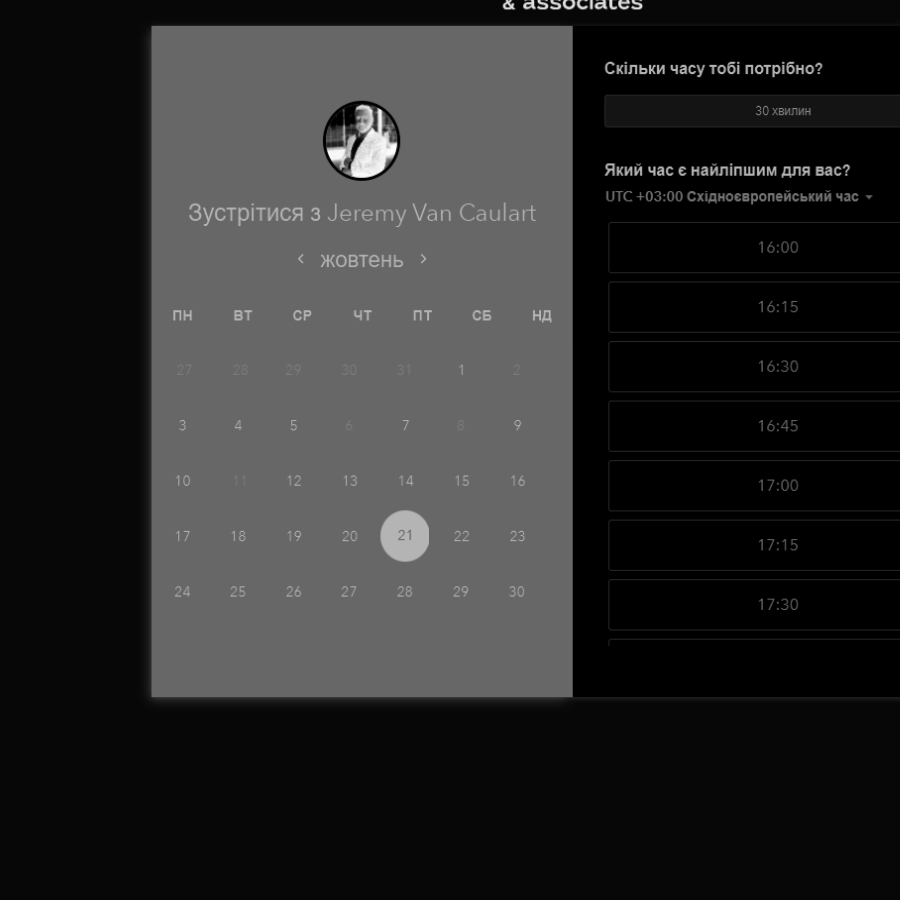 & associates
Зустрітися з Jeremy Van Caulart
жовтень
ПН ВТ СР ЧТ ПТ СБ НД
27 28 29 30 31 1 2
3 4 5 6 7 8 9
10 11 12 13 14 15 16
17 18 19 20 21 22 23
24 25 26 27 28 29 30
Скільки часу тобі потрібно?
30 хвилин
Який час є найліпшим для вас?
UTC +03:00 Східноєвропейський час
16:00
16:15
16:30
16:45
17:00
17:15
17:30